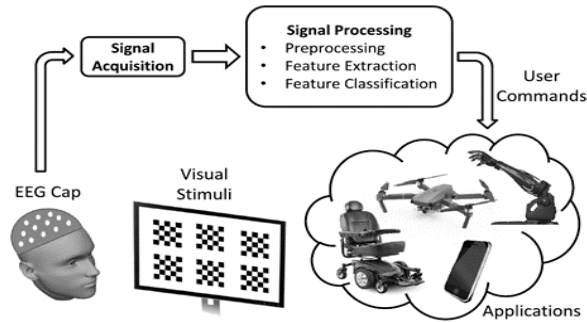 Signal
Acquisition
Signal Processing
• Preprocessing
• Feature Extraction
• Feature Classification
User
Commands
EEG Cap
Visual
Stimuli
Applications